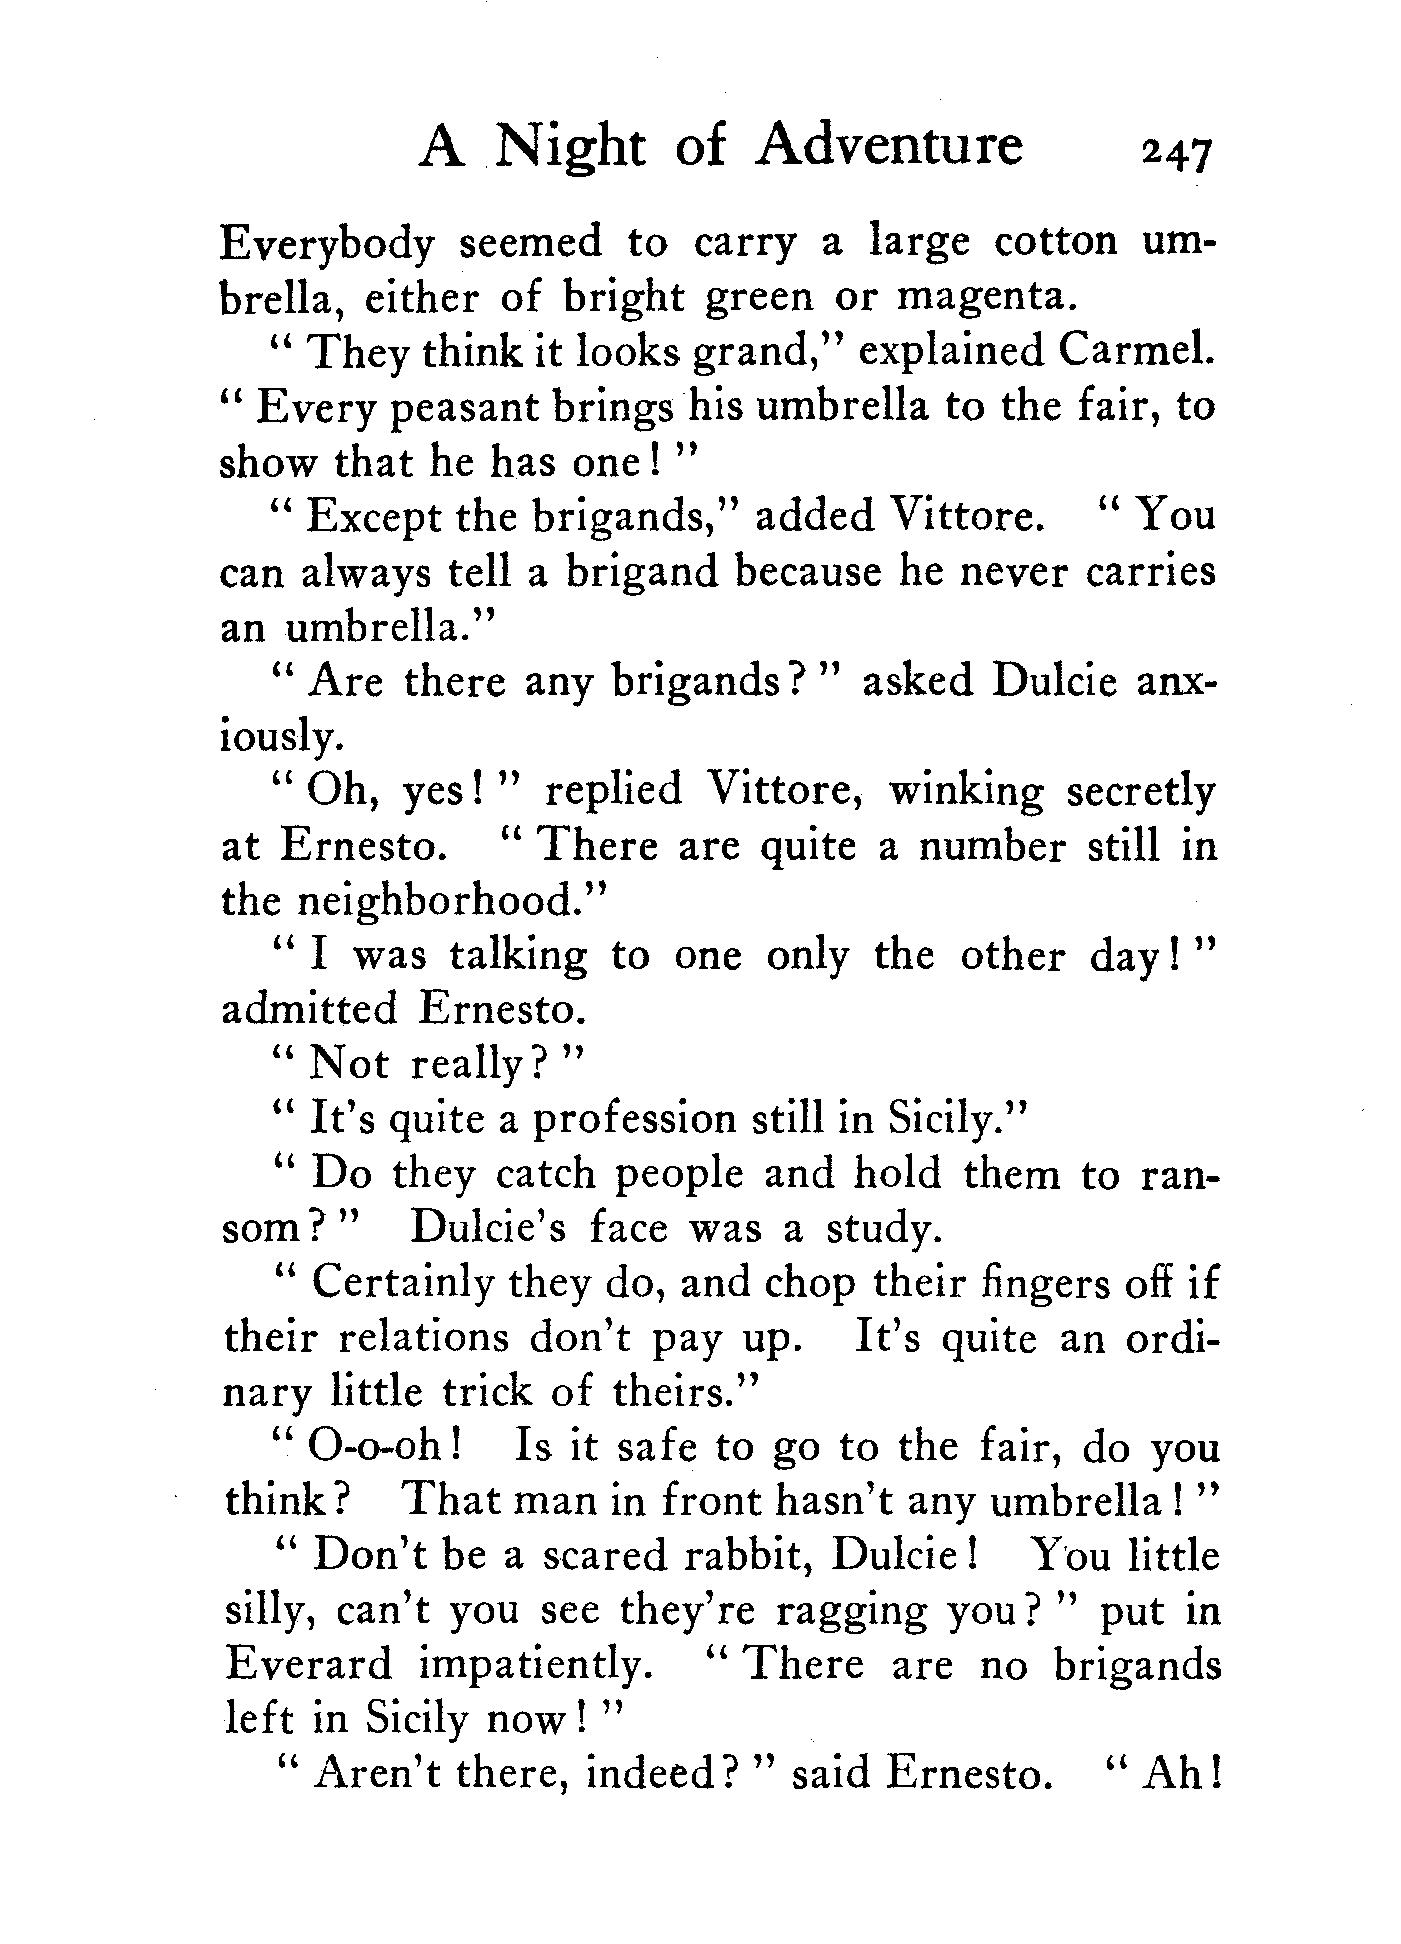 A Night of Adventure 247
Everybody seemed to carry a large cotton um-
brella, either of bright green or magenta.
" They think it looks grand," explained Carmel.
" Every peasant brings his umbrella to the fair, to
show that he has one! "
" Except the brigands," added Vittore. " You
can always tell a brigand because he never carries
an umbrella."
" Are there any brigands? " asked Dulcie anx-
iously.
" Oh, yes! " replied Vittore, winking secretly
at Ernesto. " There are quite a number still in
the neighborhood."
" I was talking to one only the other day! "
admitted Ernesto.
" Not really? "
" It's quite a profession still in Sicily."
" Do they catch people and hold them to ran-
som? " Dulcie's face was a study.
" Certainly they do, and chop their fingers off if
their relations don't pay up. It's quite an ordi-
nary little trick of theirs."
" O-o-oh! Is it safe to go to the fair, do you
think? That man in front hasn't any umbrella! "
" Don't be a scared rabbit, Dulcie! You little
silly, can't you see they're ragging you? " put in
Everard impatiently. " There are no brigands
left in Sicily now! "
" Aren't there, indeed? " said Ernesto. " Ah!